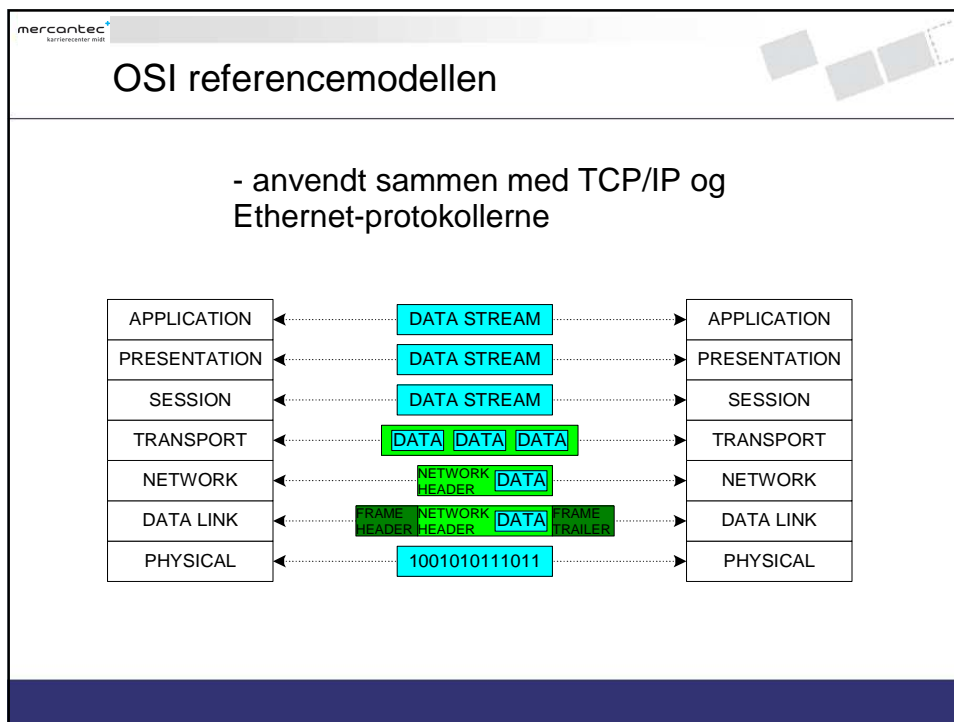 mercantec+
karrierecenter midt
OSI referencemodellen
- anvendt sammen med TCP/IP og
Ethernet-protokollerne
APPLICATION DATA STREAM APPLICATION
PRESENTATION DATA STREAM PRESENTATION
SESSION DATA STREAM SESSION
TRANSPORT DATA DATA DATA TRANSPORT
NETWORK NETWORK HEADER DATA NETWORK
DATA LINK FRAME HEADER NETWORK HEADER DATA FRAME TRAILER DATA LINK
PHYSICAL 1001010111011 PHYSICAL